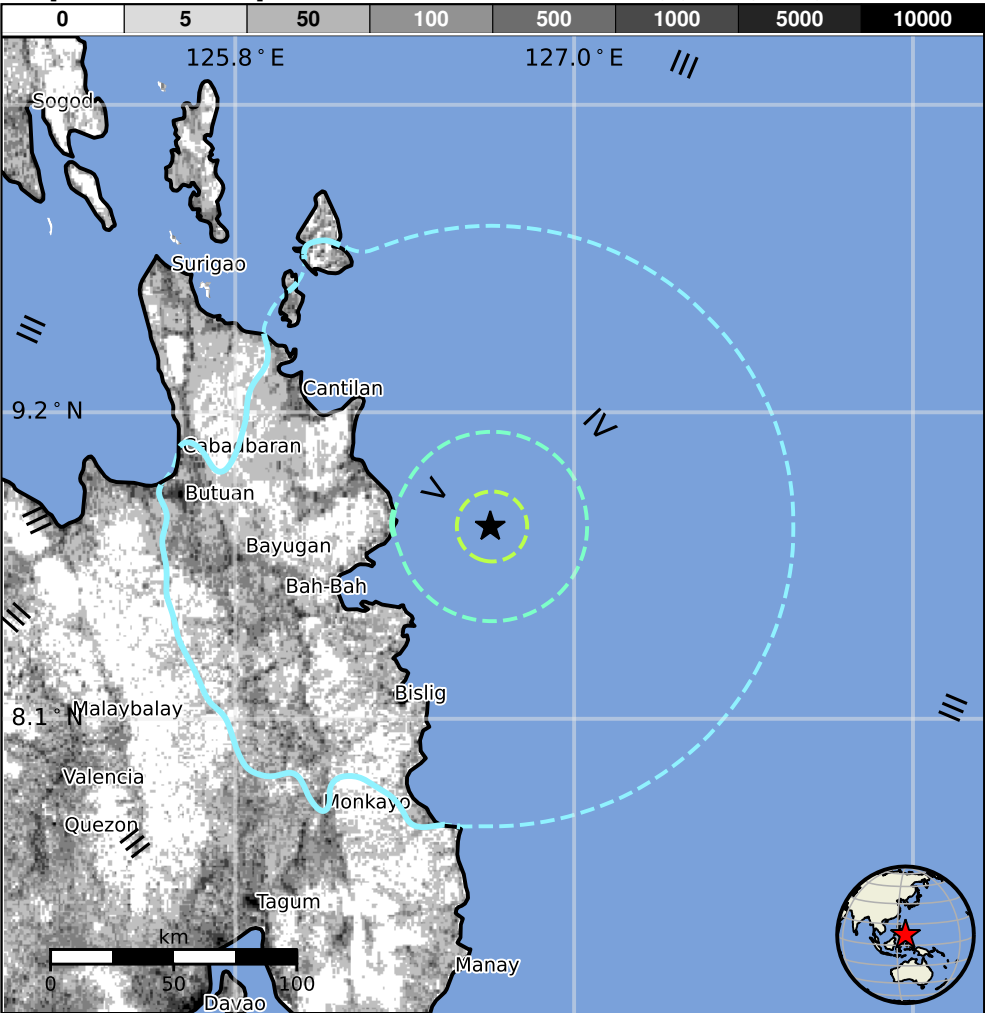 0 5 50 100 500 1000 5000 10000
125.8°E 127.0°E
III
Sogod
Surigao
III
Cantilan
9.2°N
IV
Cabadbaran
V
Butuan
III
Bayugan
Bah-Bah
III
Bislig
8.1°N
Malaybalay
III
Valencia
Monkayo
Quezon
III
Tagum
km
0 50 100
Manay
Davao